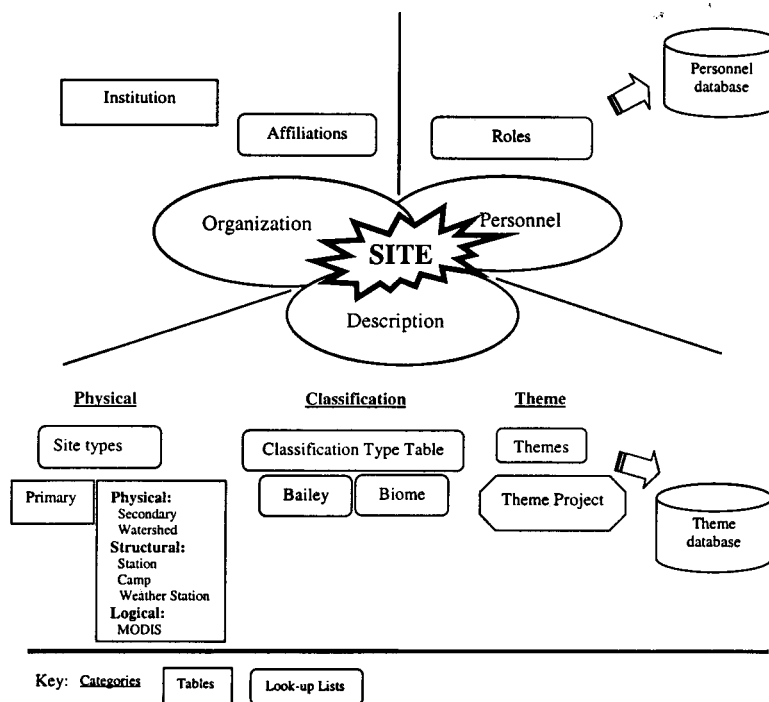 Personnel
database
Institution
Affiliations
Roles
Organization
Personnel
SITE
Description
Physical
Classification
Theme
Site types
Classification Type Table
Themes
Primary
Physical:
Secondary
Watershed
Structural:
Station
Camp
Weather Station
Logical:
MODIS
Bailey
Biome
Theme Project
Theme
database
Key: Categories
Tables
Look-up Lists